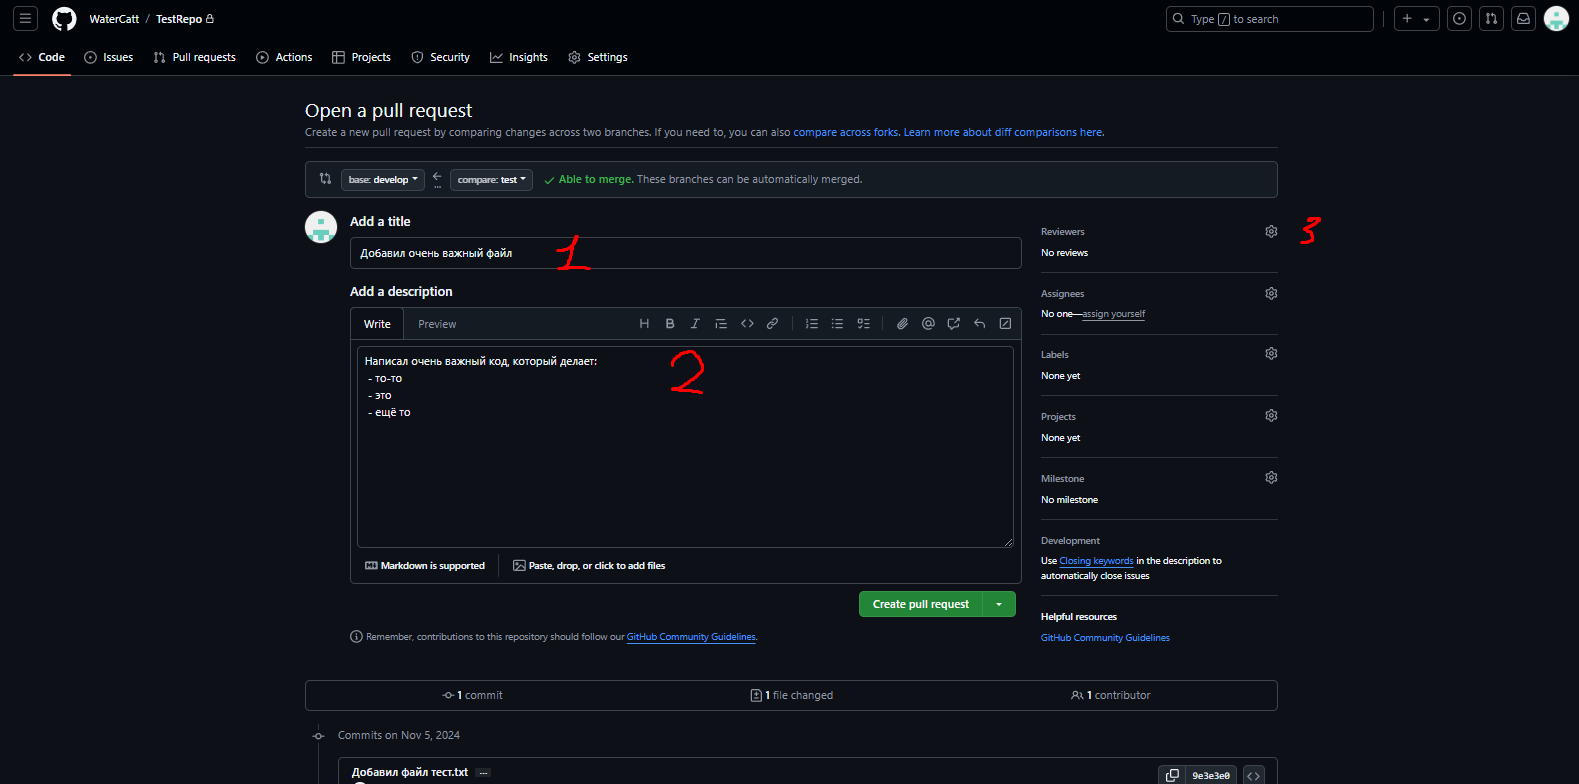 WaterCatt / TestRepo
Type / to search
Code Issues Pull requests Actions Projects Security Insights Settings
Open a pull request
Create a new pull request by comparing changes across two branches. If you need to, you can also compare across forks. Learn more about diff comparisons here.
base: develop ... compare: test Able to merge. These branches can be automatically merged.
Add a title
Добавил очень важный файл
1
Add a description
Write Preview
Написал очень важный код, который делает:
- то-то
- это
- ещё то
2
Markdown is supported Paste, drop, or click to add files
Create pull request
Remember, contributions to this repository should follow our GitHub Community Guidelines.
Reviewers
3
No reviews
Assignees
No one—assign yourself
Labels
None yet
Projects
None yet
Milestone
No milestone
Development
Use Closing keywords in the description to
automatically close issues
Helpful resources
GitHub Community Guidelines
1 commit 1 file changed 1 contributor
Commits on Nov 5, 2024
Добавил файл тест.txt ...
9e3e3e0